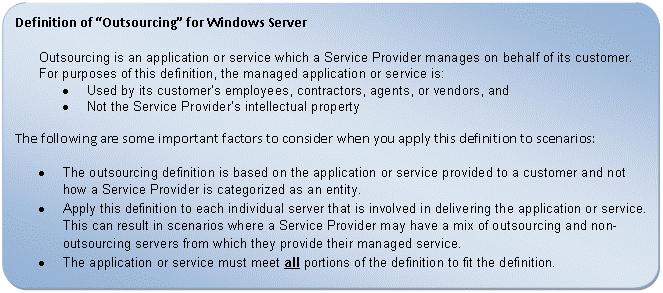 Definition of “Outsourcing” for Windows Server
Outsourcing is an application or service which a Service Provider manages on behalf of its customer.
For purposes of this definition, the managed application or service is:
• Used by its customer's employees, contractors, agents, or vendors, and
• Not the Service Provider's intellectual property
The following are some important factors to consider when you apply this definition to scenarios:
• The outsourcing definition is based on the application or service provided to a customer and not
how a Service Provider is categorized as an entity.
• Apply this definition to each individual server that is involved in delivering the application or service.
This can result in scenarios where a Service Provider may have a mix of outsourcing and non-
outsourcing servers from which they provide their managed service.
• The application or service must meet all portions of the definition to fit the definition.